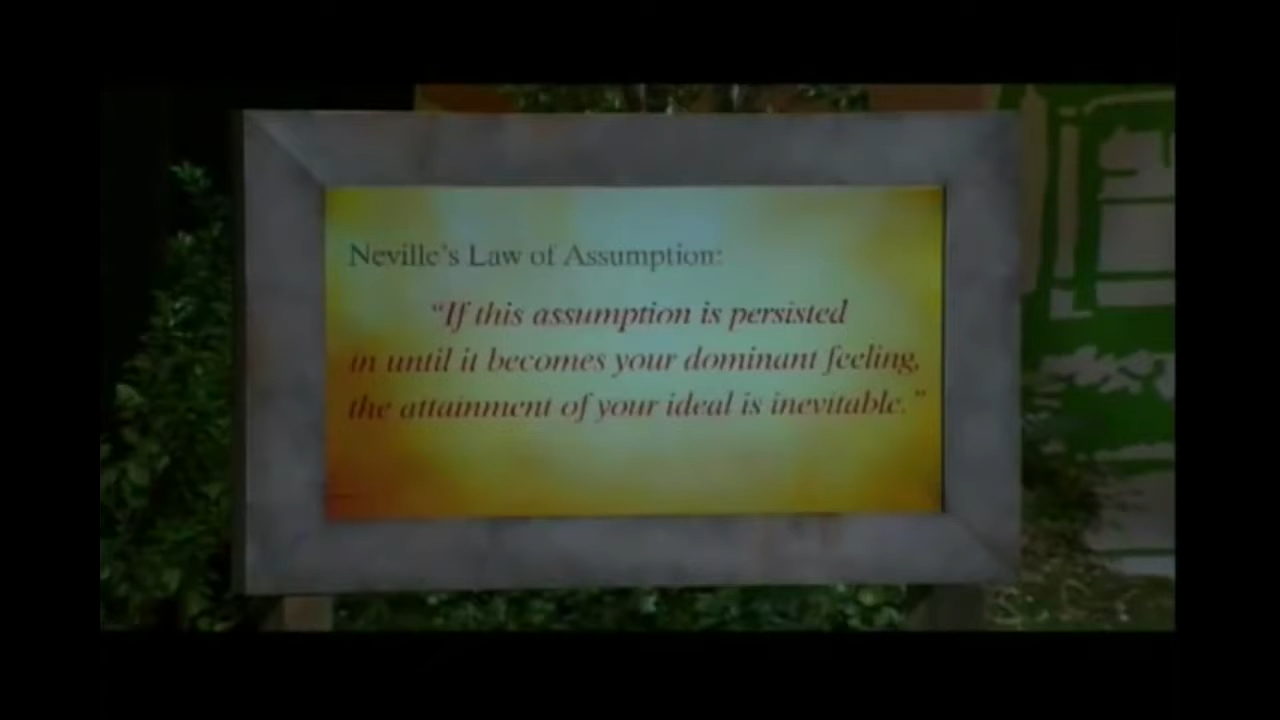 Neville's Law of Assumption:
"If this assumption is persisted
in until it becomes your dominant feeling,
the attainment of your ideal is inevitable."